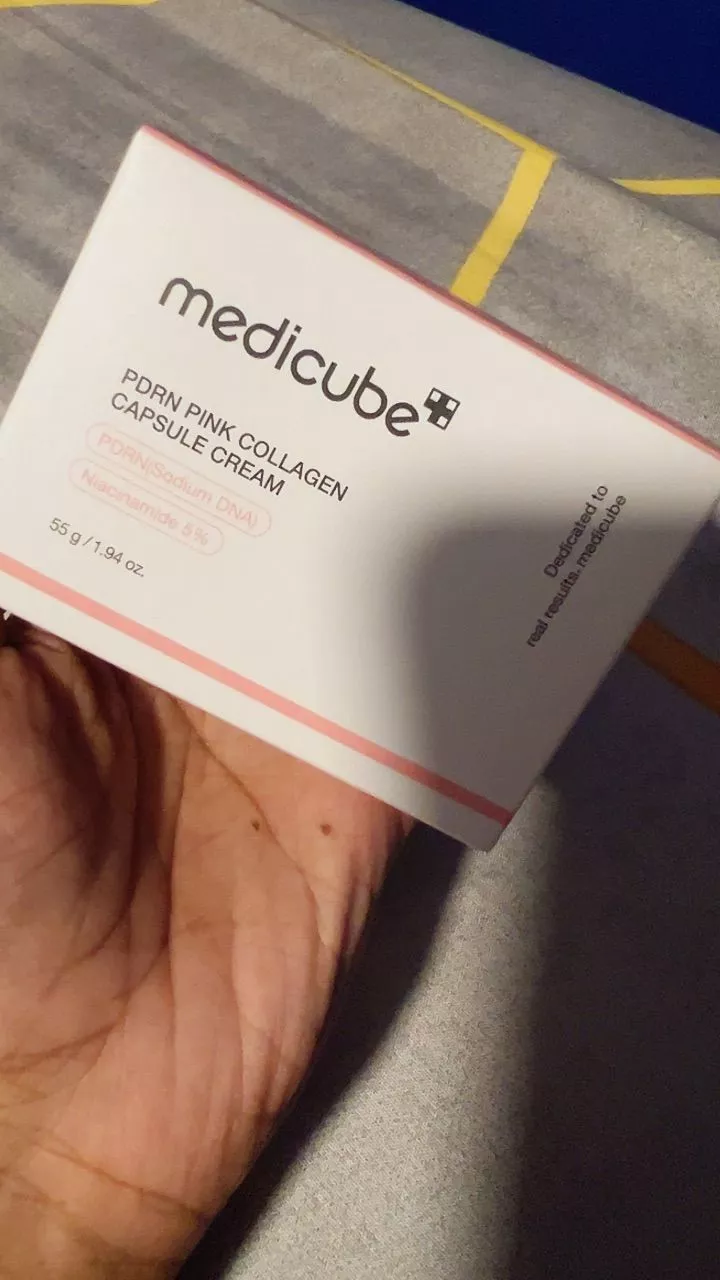 medicube
PDRN PINK COLLAGEN
CAPSULE CREAM
PDRN(Sodium DNA)
Niacinamide 5%
55 g / 1.94 oz.
Dedicated to
real results. medicube